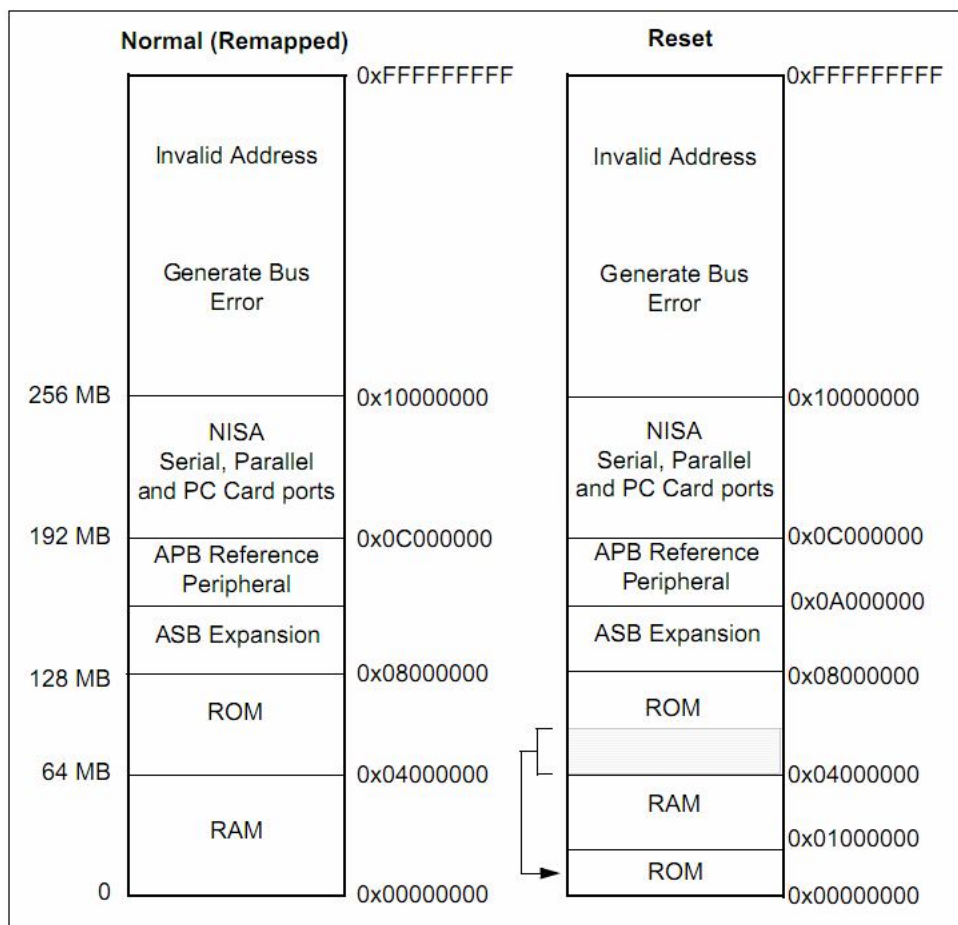 Normal (Remapped)
0xFFFFFFFFF
Invalid Address
Generate Bus
Error
256 MB
0x10000000
NISA
Serial, Parallel
and PC Card ports
192 MB
0x0C000000
APB Reference
Peripheral
ASB Expansion
128 MB
0x08000000
ROM
64 MB
0x04000000
RAM
0
0x00000000
Reset
0xFFFFFFFFF
Invalid Address
Generate Bus
Error
0x10000000
NISA
Serial, Parallel
and PC Card ports
0x0C000000
APB Reference
Peripheral
0x0A000000
ASB Expansion
0x08000000
ROM
0x04000000
RAM
0x01000000
ROM
0x00000000